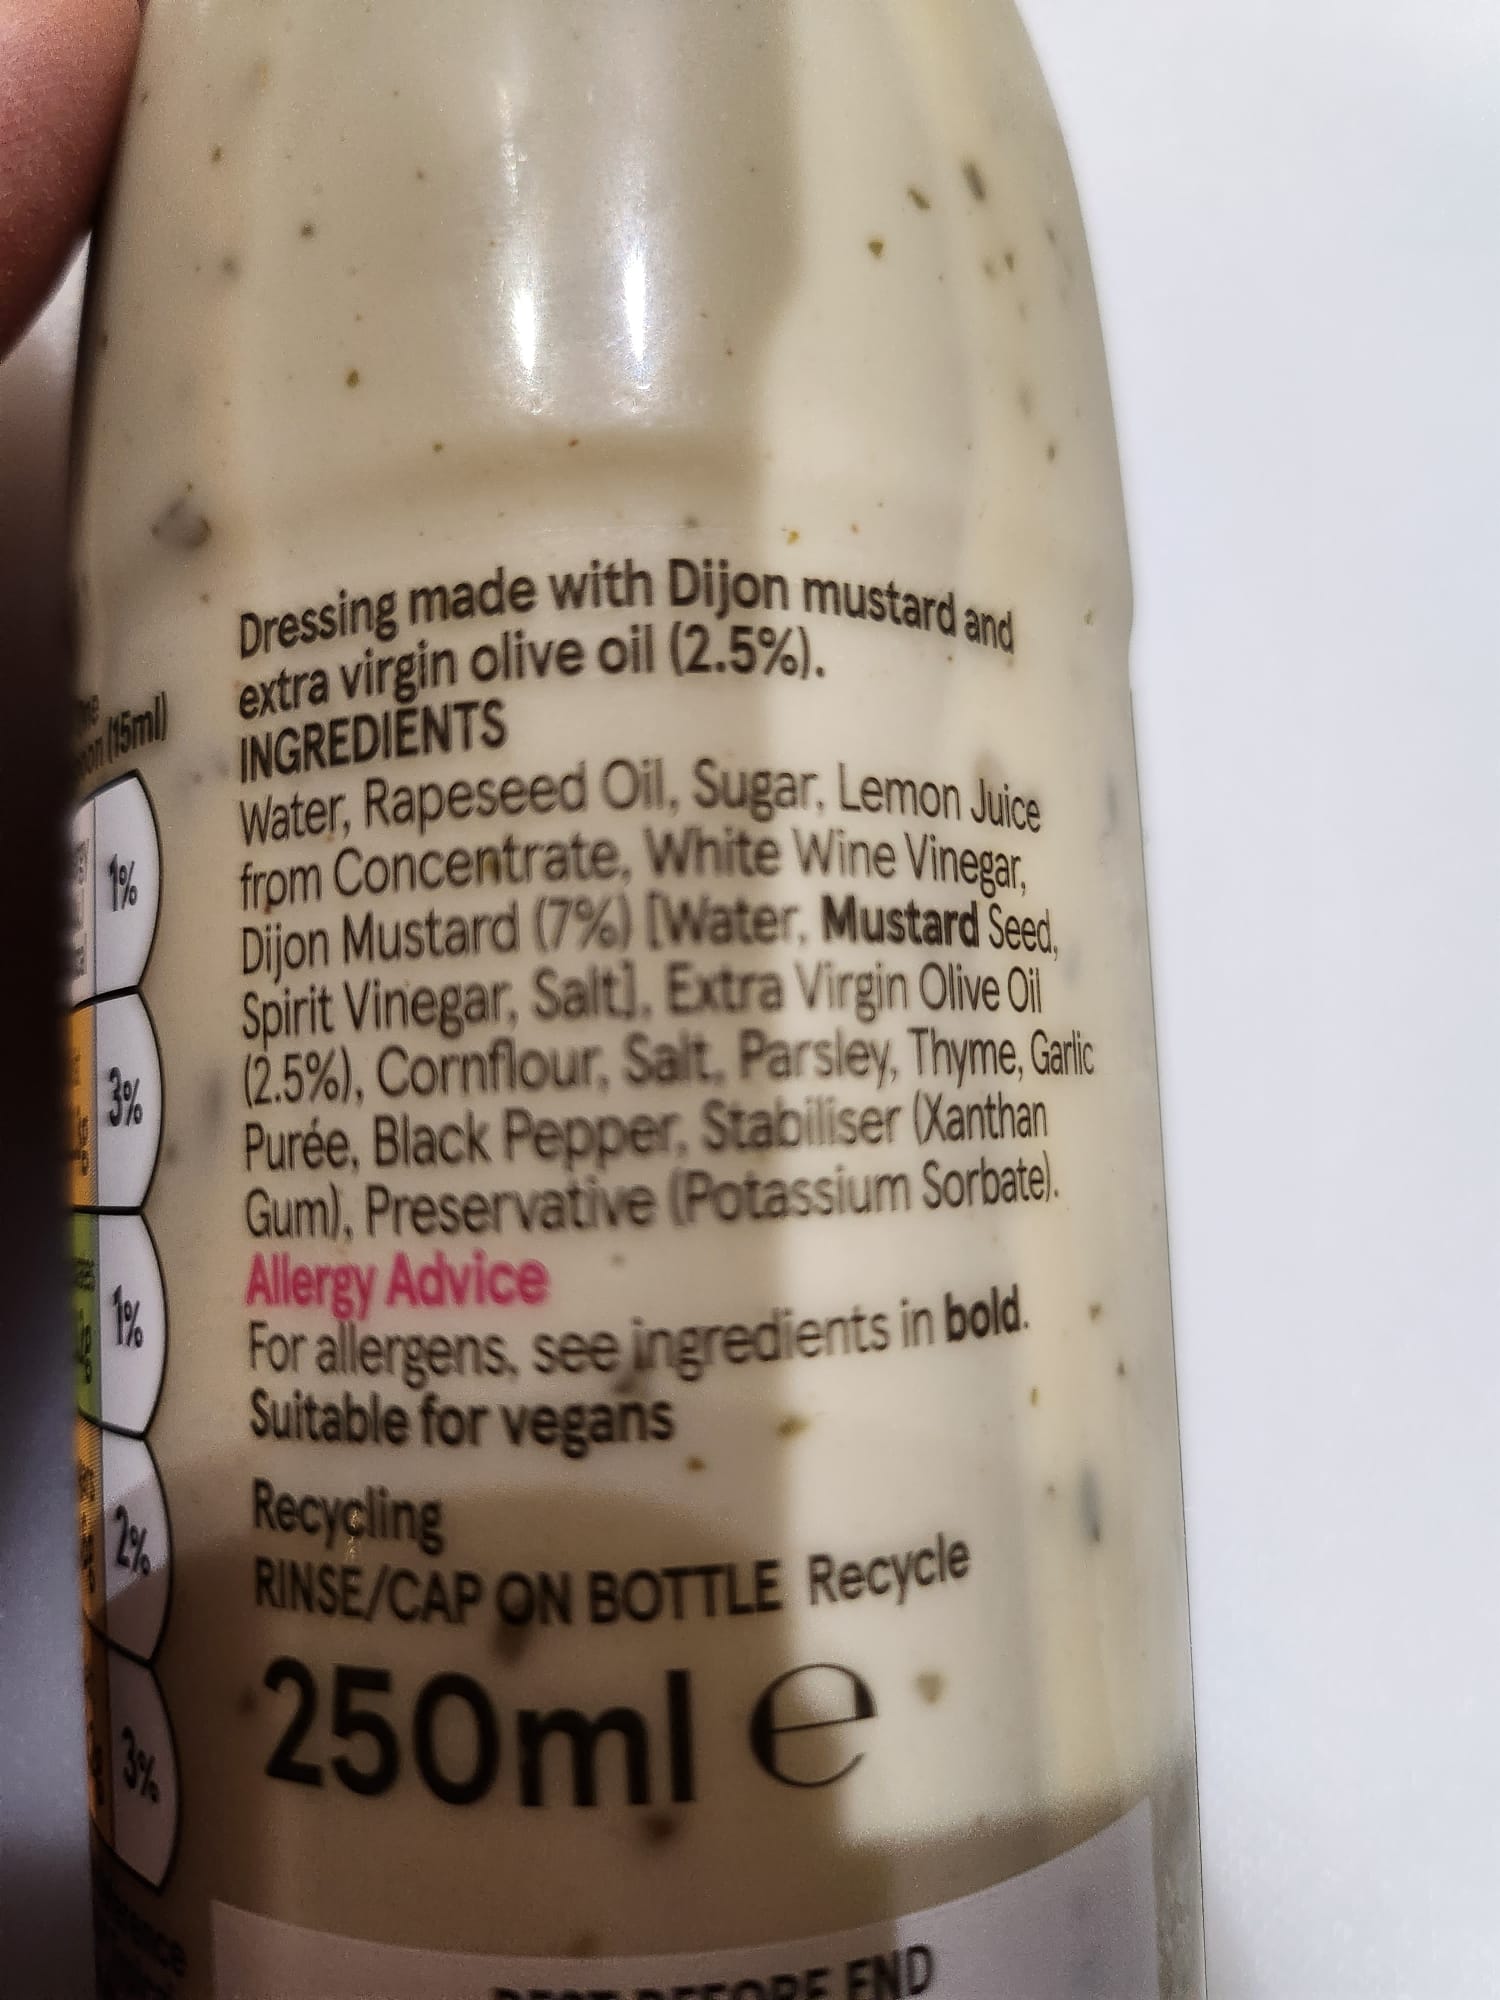 Dressing made with Dijon mustard and
extra virgin olive oil (2.5%).
INGREDIENTS
Water, Rapeseed Oil, Sugar, Lemon Juice
from Concentrate, White Wine Vinegar,
Dijon Mustard (7%) [Water, Mustard Seed,
Spirit Vinegar, Salt], Extra Virgin Olive Oil
(2.5%), Cornflour, Salt, Parsley, Thyme, Garlic
Purée, Black Pepper, Stabiliser (Xanthan
Gum), Preservative (Potassium Sorbate).
Allergy Advice
For allergens, see ingredients in bold.
Suitable for vegans
Recycling
RINSE/CAP ON BOTTLE Recycle
250ml e
BEST BEFORE END
(15ml)
1%
3%
1%
2%
3%